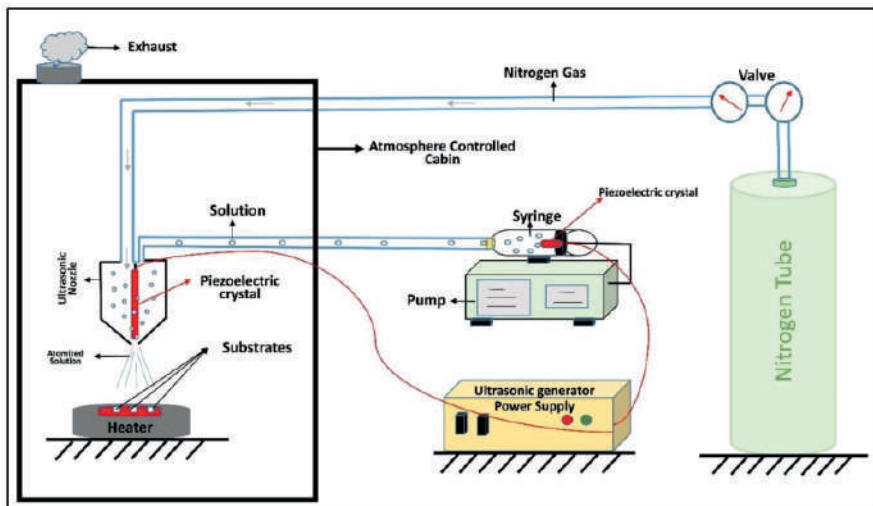 Exhaust
Nitrogen Gas
Valve
Atmosphere Controlled
Cabin
Solution
Syringe
Piezoelectric crystal
Ultrasonic
Nozzle
Piezoelectric
crystal
Pump
Atomized
Solution
Substrates
Heater
Ultrasonic generator
Power Supply
Nitrogen Tube